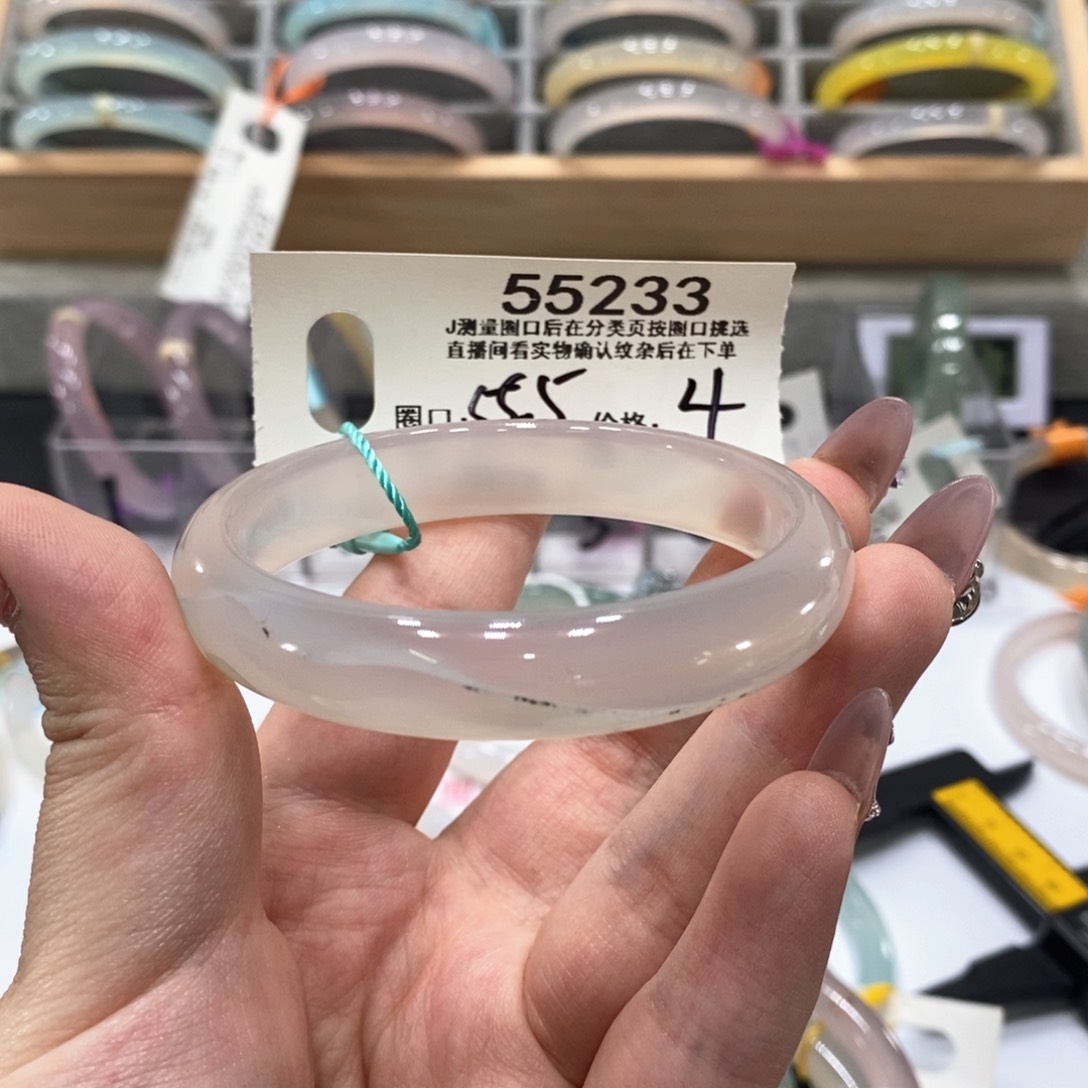 55233
J测量圈口后在分类页按圈口挑选
直播间看实物确认纹杂后在下单
圈口: 55.5 价格: 4